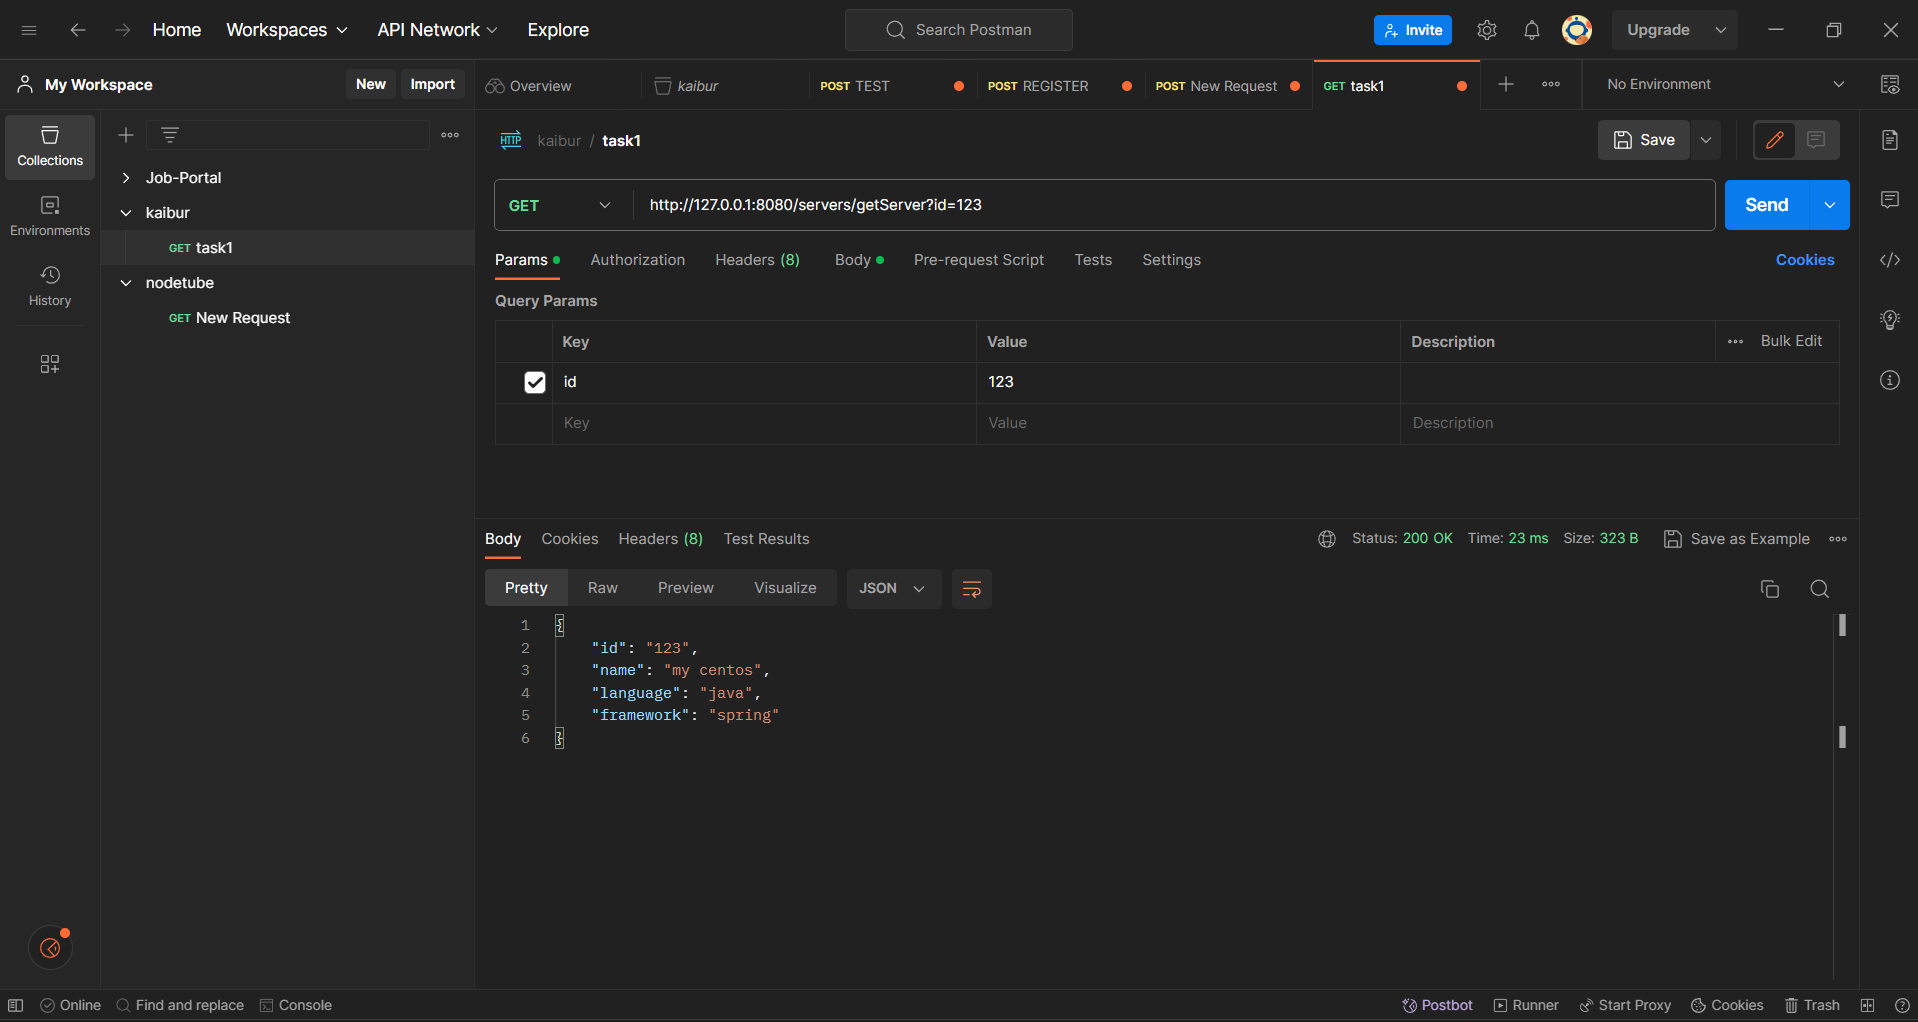 Home Workspaces API Network Explore Search Postman Invite Upgrade
My Workspace New Import Overview kaibur POST TEST POST REGISTER POST New Request GET task1 No Environment
Collections
Environments
History
Job-Portal
kaibur
GET task1
nodetube
GET New Request
HTTP kaibur / task1 Save
GET http://127.0.0.1:8080/servers/getServer?id=123 Send
Params Authorization Headers (8) Body Pre-request Script Tests Settings Cookies
Query Params
Key Value Description Bulk Edit
id 123
Key Value Description
Body Cookies Headers (8) Test Results Status: 200 OK Time: 23 ms Size: 323 B Save as Example
Pretty Raw Preview Visualize JSON
1 {
2 "id": "123",
3 "name": "my centos",
4 "language": "java",
5 "framework": "spring"
6 }
Online Find and replace Console Postbot Runner Start Proxy Cookies Trash